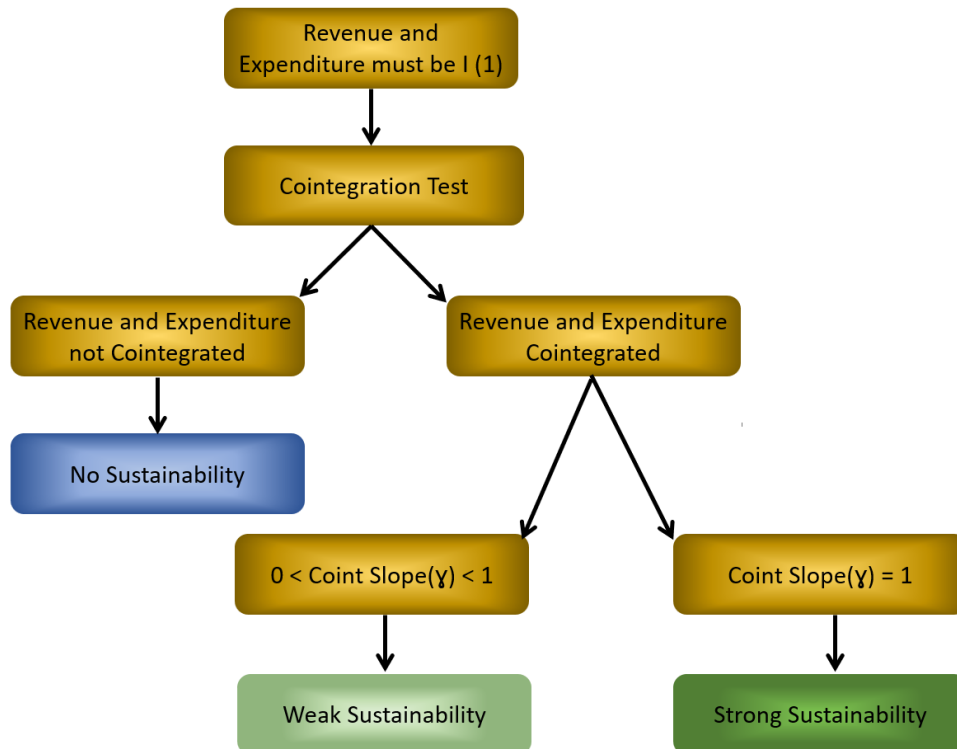 Revenue and
Expenditure must be I (1)
Cointegration Test
Revenue and Expenditure
not Cointegrated
Revenue and Expenditure
Cointegrated
No Sustainability
0 < Coint Slope(ɣ) < 1
Coint Slope(ɣ) = 1
Weak Sustainability
Strong Sustainability